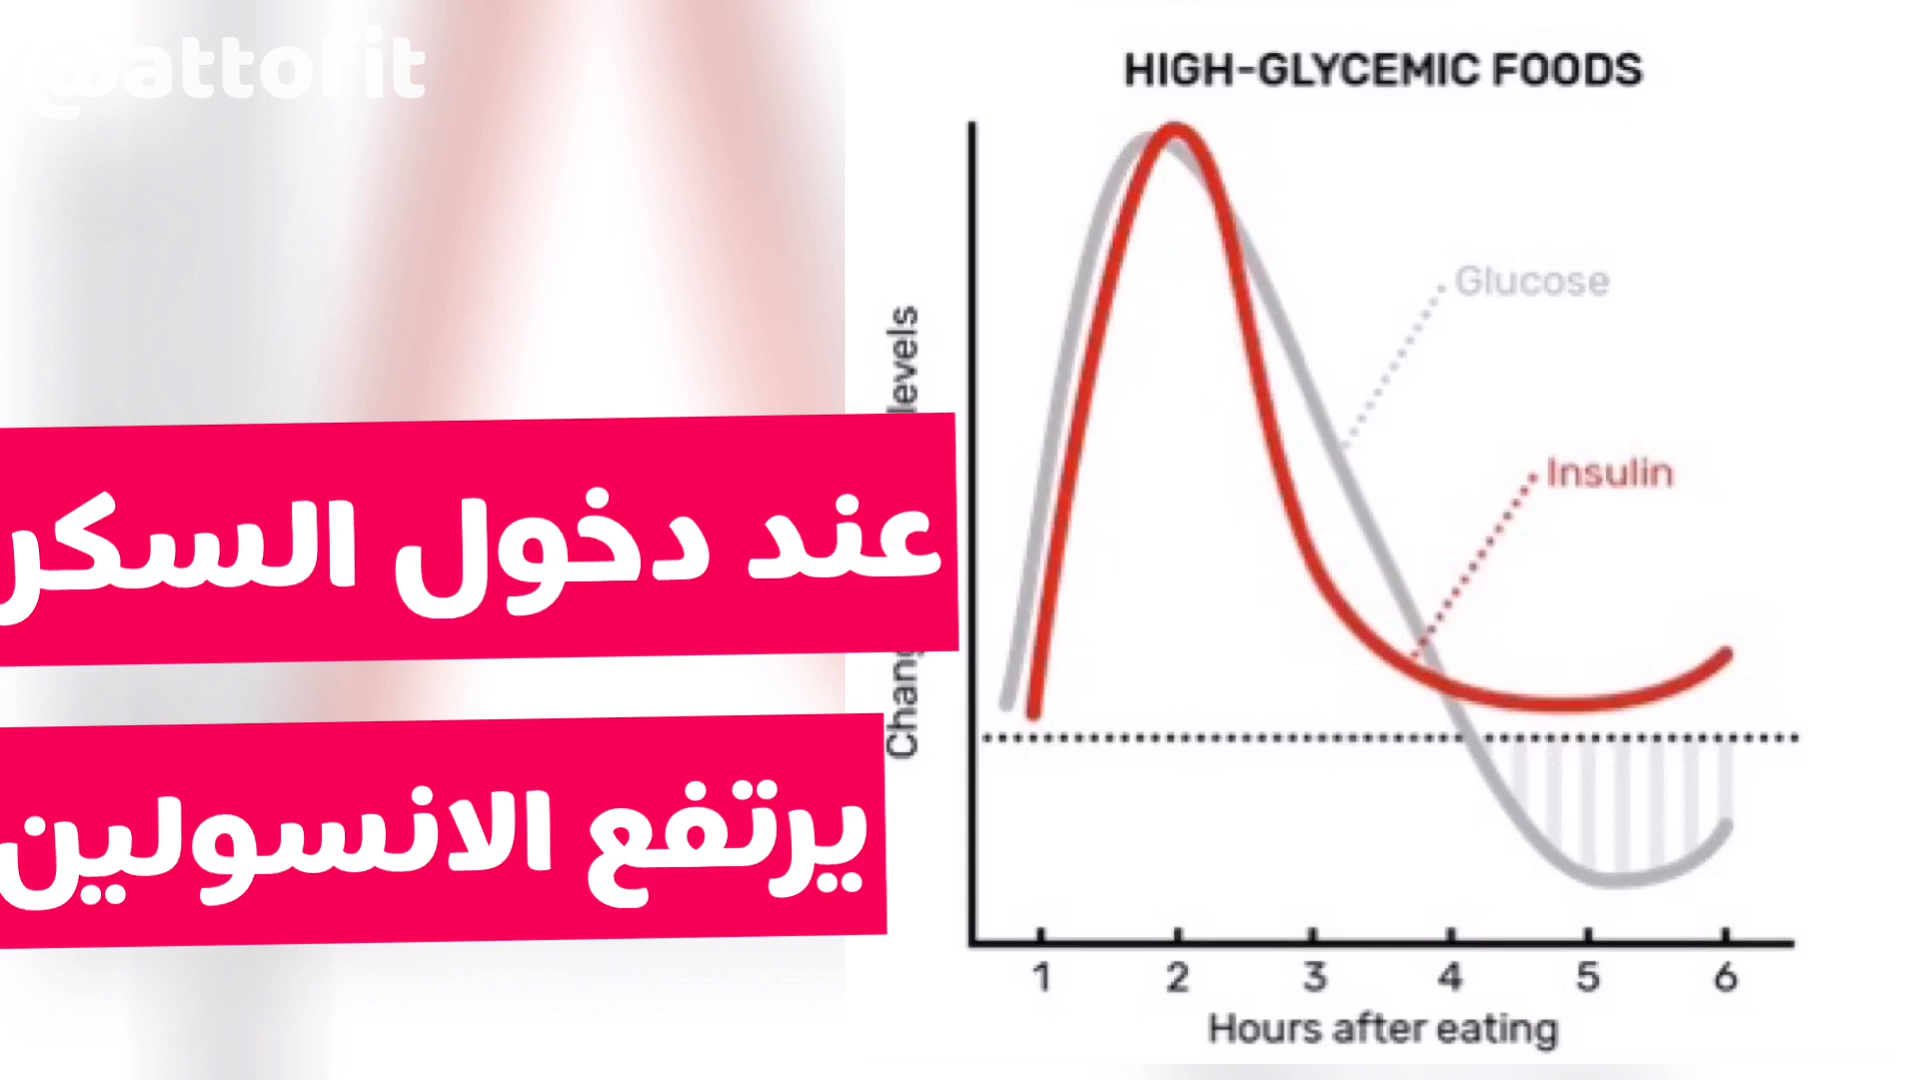 @attofit
HIGH-GLYCEMIC FOODS
Glucose
Insulin
levels
عند دخول السكر
يرتفع الانسولين
1 2 3 4 5 6
Hours after eating